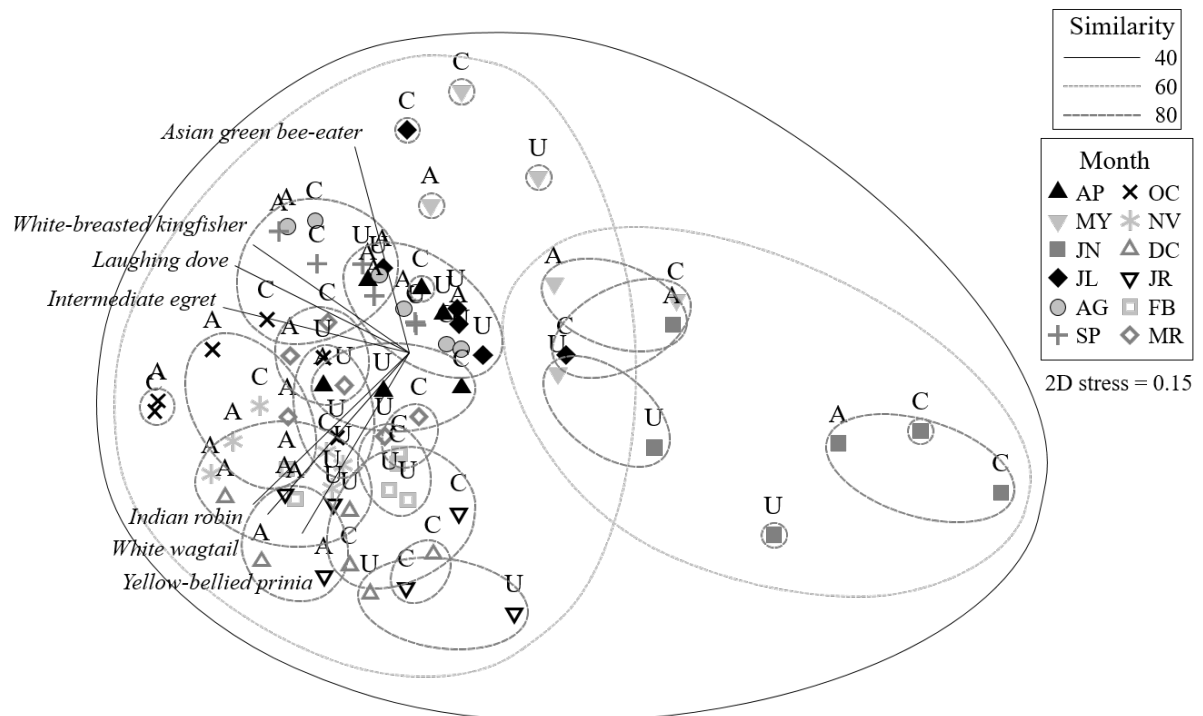 Similarity
40
60
80
Month
AP OC
MY NV
JN DC
JL JR
AG FB
SP MR
2D stress = 0.15
C
C
U
A
Asian green bee-eater
A
A
C
White-breasted kingfisher
C
U
U
A
A
A
Laughing dove
Intermediate egret
C
C
C
U
U
A
U
A
C
A
C
U
A
A
U
A
U
U
U
C
A
C
A
C
A
C
U
C
U
A
C
A
U
C
A
U
U
A
A
A
U
U
U
C
C
Indian robin
U
A
White wagtail
A
C
C
U
C
U
Yellow-bellied prinia